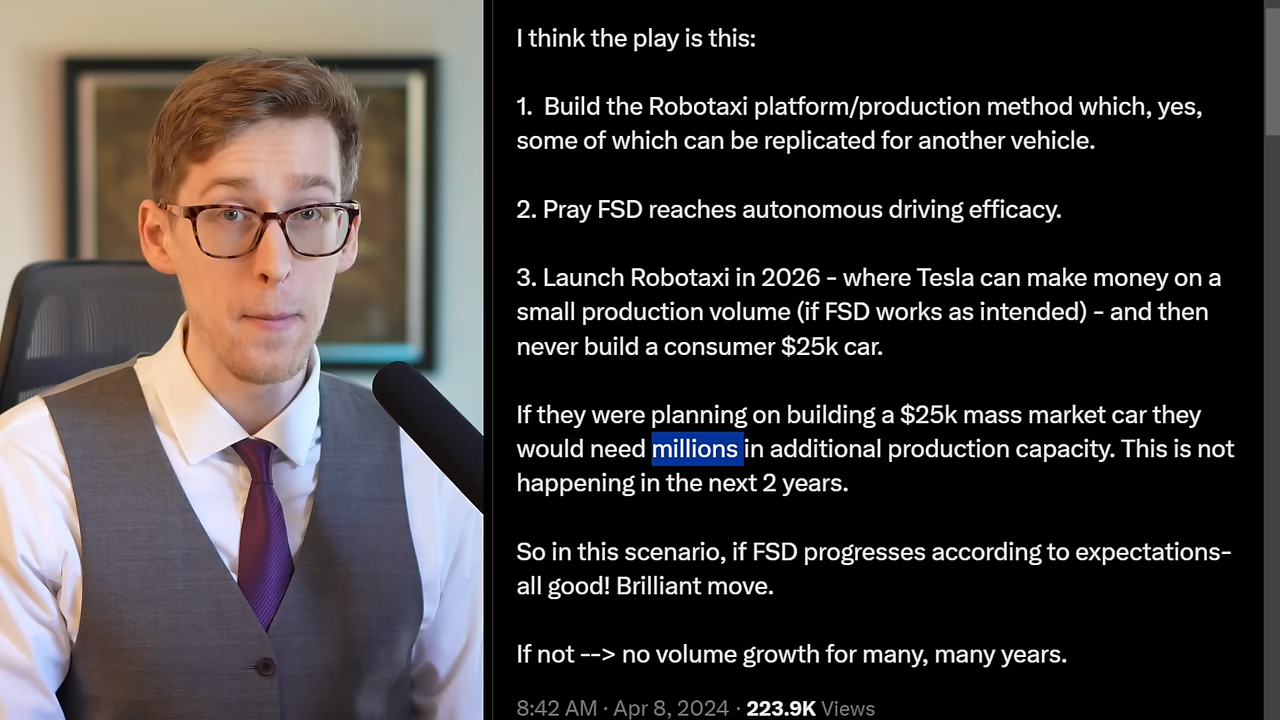 I think the play is this:
1. Build the Robotaxi platform/production method which, yes,
some of which can be replicated for another vehicle.
2. Pray FSD reaches autonomous driving efficacy.
3. Launch Robotaxi in 2026 - where Tesla can make money on a
small production volume (if FSD works as intended) - and then
never build a consumer $25k car.
If they were planning on building a $25k mass market car they
would need millions in additional production capacity. This is not
happening in the next 2 years.
So in this scenario, if FSD progresses according to expectations-
all good! Brilliant move.
If not --> no volume growth for many, many years.
8:42 AM · Apr 8, 2024 · 223.9K Views